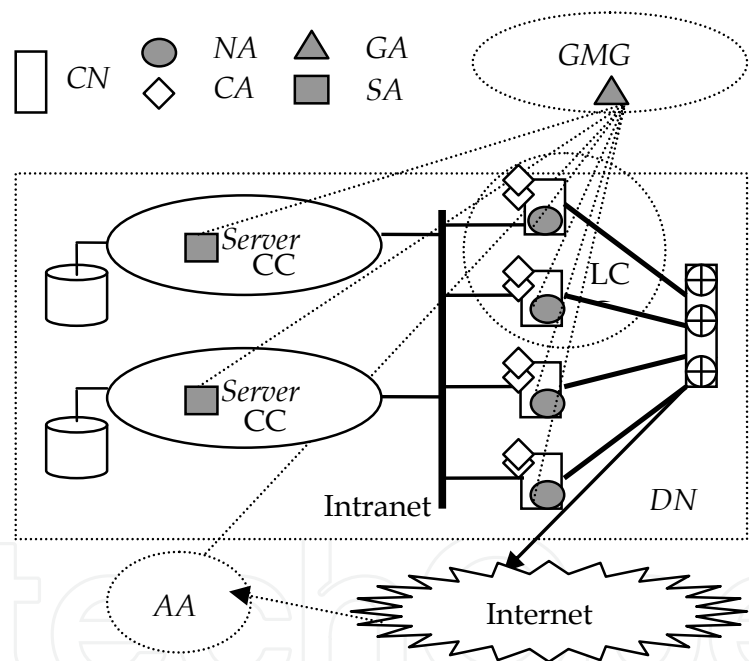 CN
NA
GA
CA
SA
GMG
Server
CC
LC
Server
CC
Intranet
DN
AA
Internet